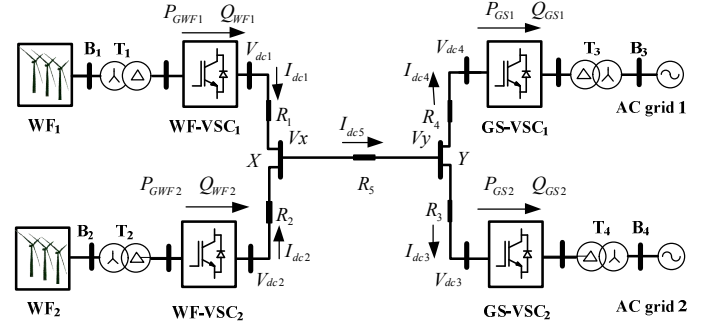 P_GWF1 Q_WF1
P_GS1 Q_GS1
B₁ T₁ V_dc1 V_dc4 T₃ B₃
I_dc1 I_dc4
WF₁ WF-VSC₁ R₁ R₄ GS-VSC₁ AC grid 1
Vx I_dc5 Vy
X Y
P_GWF2 Q_WF2 R₅ P_GS2 Q_GS2
R₂ R₃
B₂ T₂ I_dc2 I_dc3 T₄ B₄
V_dc2 V_dc3
WF₂ WF-VSC₂ GS-VSC₂ AC grid 2